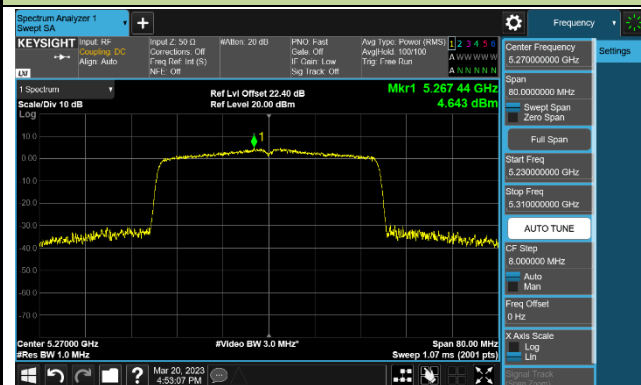 Spectrum Analyzer 1
Swept SA
Frequency
KEYSIGHT
Input: RF
Coupling: DC
Align: Auto
Input Z: 50 Ω
Corrections: Off
Freq Ref: Int (S)
NFE: Off
#Atten: 20 dB
PNO: Fast
Gate: Off
IF Gain: Low
Sig Track: Off
Avg Type: Power (RMS)
Avg|Hold: 100/100
Trig: Free Run
1 2 3 4 5 6
A W W W W W
A N N N N N
LXI
1 Spectrum
Scale/Div 10 dB
Log
Ref Lvl Offset 22.40 dB
Ref Level 20.00 dBm
Mkr1 5.267 44 GHz
4.643 dBm
1
10.0
0.00
-10.0
-20.0
-30.0
-40.0
-50.0
-60.0
-70.0
Center 5.27000 GHz
#Res BW 1.0 MHz
#Video BW 3.0 MHz*
Span 80.00 MHz
Sweep 1.07 ms (2001 pts)
Center Frequency
5.270000000 GHz
Settings
Span
80.0000000 MHz
Swept Span
Zero Span
Full Span
Start Freq
5.230000000 GHz
Stop Freq
5.310000000 GHz
AUTO TUNE
CF Step
8.000000 MHz
Auto
Man
Freq Offset
0 Hz
X Axis Scale
Log
Lin
Signal Track
(Span Zoom)
Mar 20, 2023
4:53:07 PM